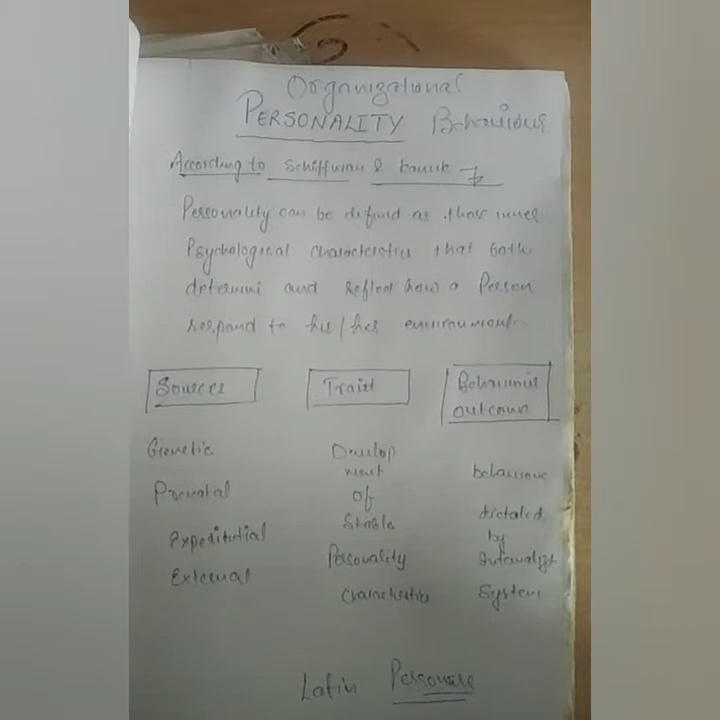 Organizational
PERSONALITY Behaviour
According to Schiffman & Kanuk
Personality can be defined as those inner
Psychological characteristics that both
determini and reflect how a Person
respond to his/her environment.
Sources
Trait
Behaviour
outcome
Genetic
Prenatal
External
Develop
ment
of
Stable
Personality
Characteristics
behaviour
dictated
by
System
Latin Personare